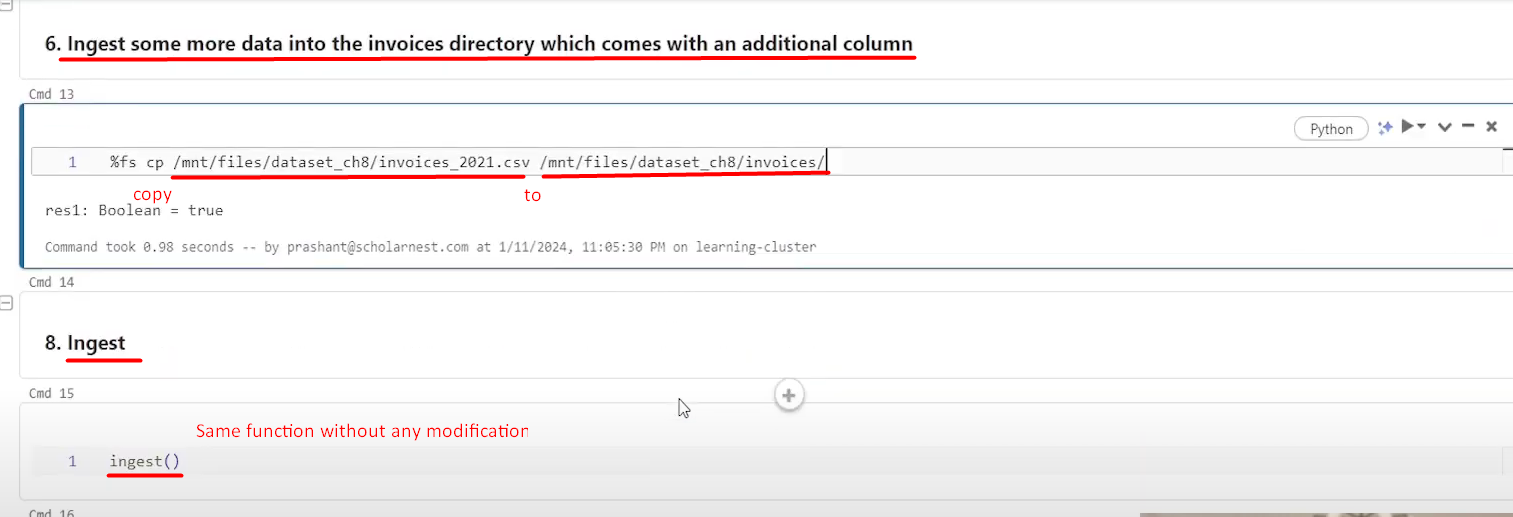 6. Ingest some more data into the invoices directory which comes with an additional column
Cmd 13
Python
1 %fs cp /mnt/files/dataset_ch8/invoices_2021.csv /mnt/files/dataset_ch8/invoices/
copy to
res1: Boolean = true
Command took 0.98 seconds -- by prashant@scholarnest.com at 1/11/2024, 11:05:30 PM on learning-cluster
Cmd 14
8. Ingest
Cmd 15
Same function without any modification
1 ingest()
Cmd 16